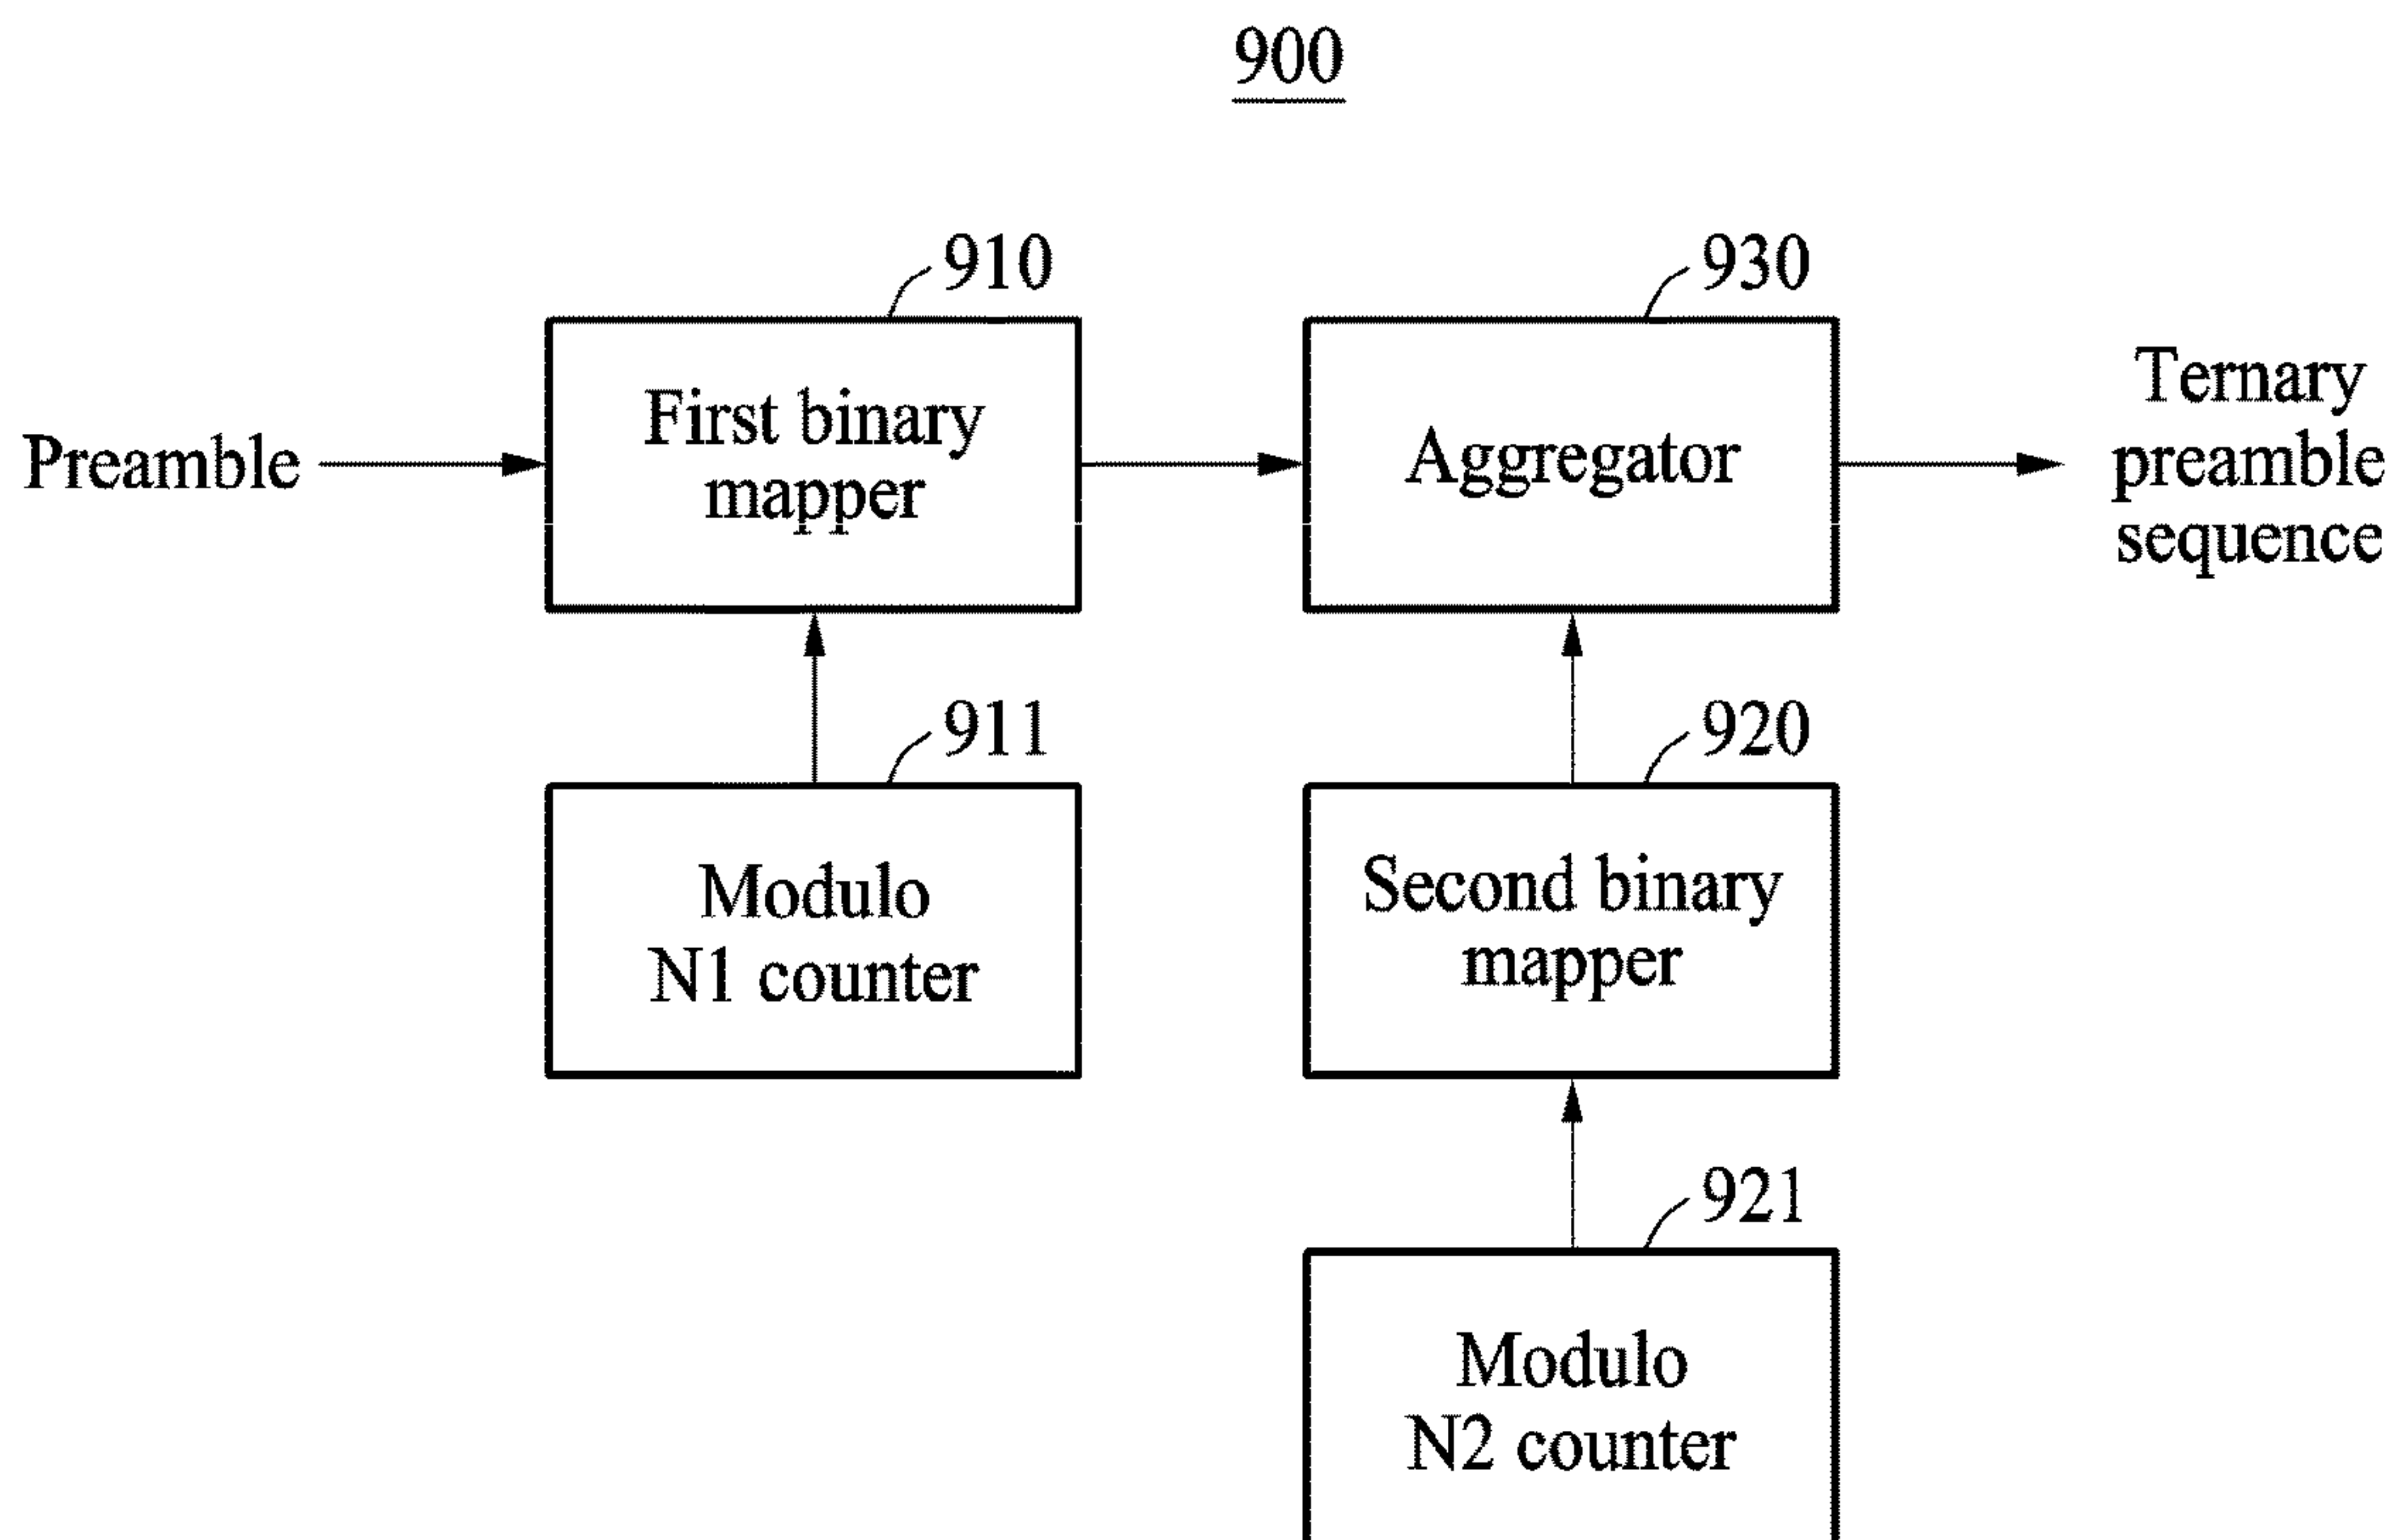 900
910
930
Preamble
First binary
mapper
Aggregator
Ternary
preamble
sequence
911
920
Modulo
N1 counter
Second binary
mapper
921
Modulo
N2 counter